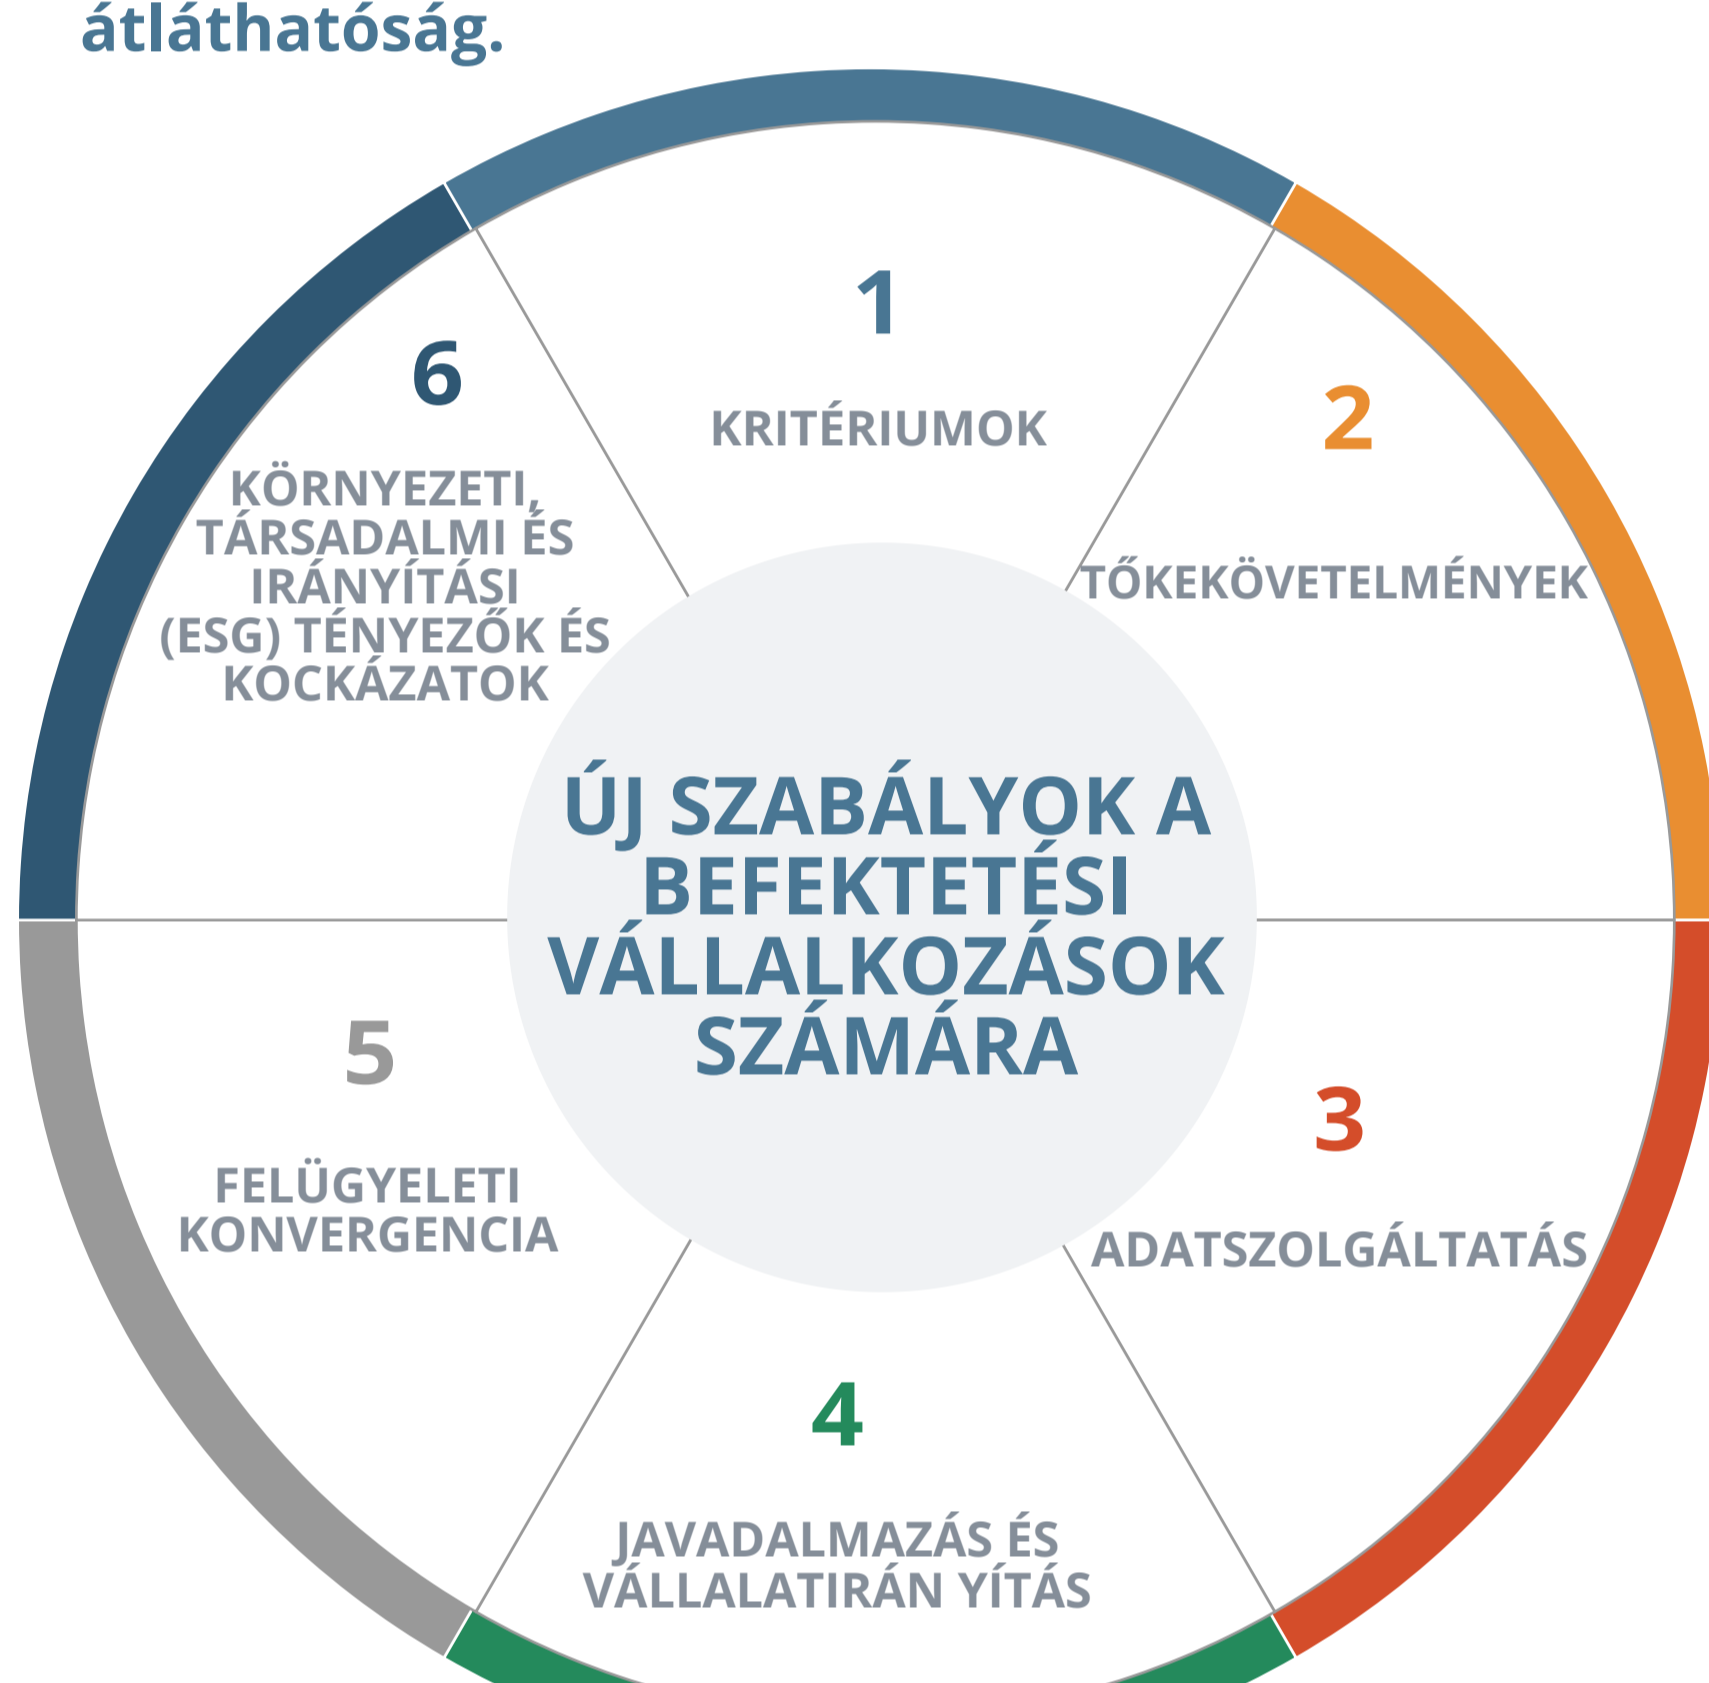 átláthatóság.
1
KRITÉRIUMOK
2
TŐKEKÖVETELMÉNYEK
3
ADATSZOLGÁLTATÁS
4
JAVADALMAZÁS ÉS
VÁLLALATIRÁN YÍTÁS
5
FELÜGYELETI
KONVERGENCIA
6
KÖRNYEZETI,
TÁRSADALMI ÉS
IRÁNYÍTÁSI
(ESG) TÉNYEZŐK ÉS
KOCKÁZATOK
ÚJ SZABÁLYOK A
BEFEKTETÉSI
VÁLLALKOZÁSOK
SZÁMÁRA